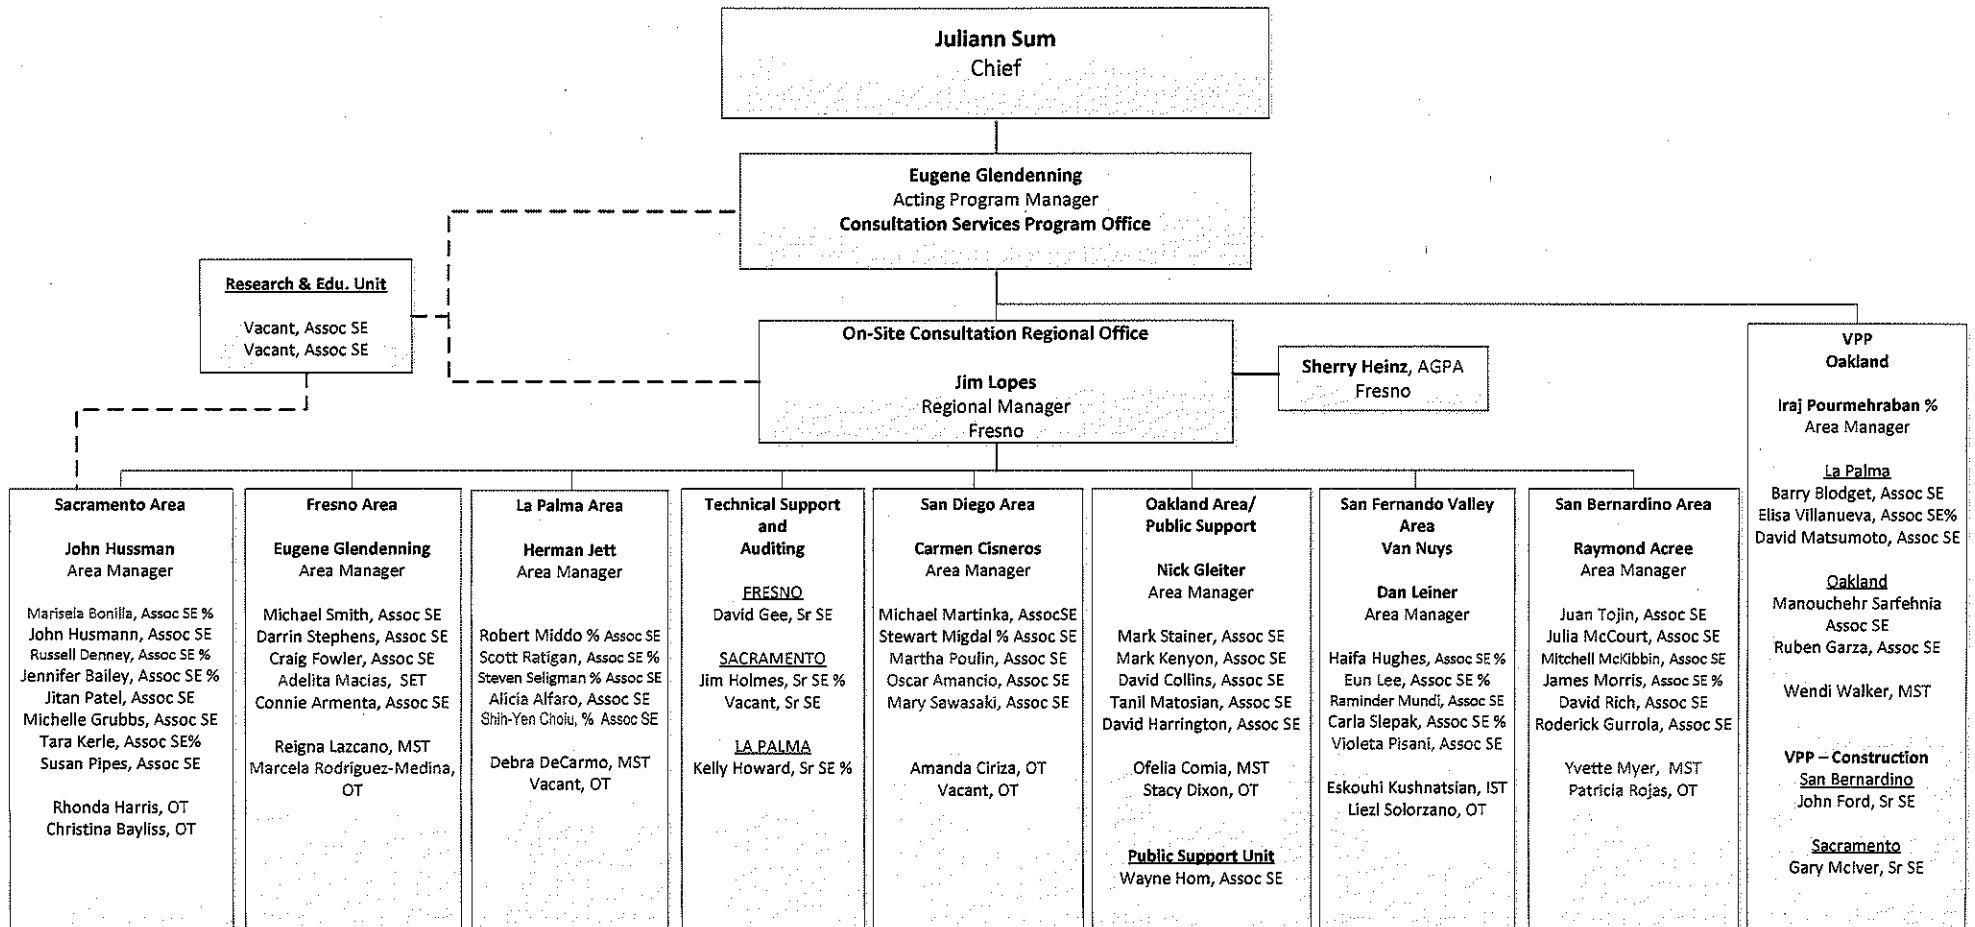 Juliann Sum
Chief
Eugene Glendenning
Acting Program Manager
Consultation Services Program Office
Research & Edu. Unit
Vacant, Assoc SE
Vacant, Assoc SE
On-Site Consultation Regional Office
Jim Lopes
Regional Manager
Fresno
Sherry Heinz, AGPA
Fresno
Sacramento Area
John Hussman
Area Manager
Marisela Bonilla, Assoc SE %
John Husmann, Assoc SE
Russell Denney, Assoc SE %
Jennifer Bailey, Assoc SE %
Jitan Patel, Assoc SE
Michelle Grubbs, Assoc SE
Tara Kerle, Assoc SE%
Susan Pipes, Assoc SE
Rhonda Harris, OT
Christina Bayliss, OT
Fresno Area
Eugene Glendenning
Area Manager
Michael Smith, Assoc SE
Darrin Stephens, Assoc SE
Craig Fowler, Assoc SE
Adelita Macias, SET
Connie Armenta, Assoc SE
Reigna Lazcano, MST
Marcela Rodriguez-Medina,
OT
La Palma Area
Herman Jett
Area Manager
Robert Middo % Assoc SE
Scott Ratigan, Assoc SE %
Steven Seligman % Assoc SE
Alicia Alfaro, Assoc SE
Shih-Yen Choiu, % Assoc SE
Debra DeCarmo, MST
Vacant, OT
Technical Support
and
Auditing
FRESNO
David Gee, Sr SE
SACRAMENTO
Jim Holmes, Sr SE %
Vacant, Sr SE
LA PALMA
Kelly Howard, Sr SE %
San Diego Area
Carmen Cisneros
Area Manager
Michael Martinka, AssocSE
Stewart Migdal % Assoc SE
Martha Poulin, Assoc SE
Oscar Amancio, Assoc SE
Mary Sawasaki, Assoc SE
Amanda Ciriza, OT
Vacant, OT
Oakland Area/
Public Support
Nick Gleiter
Area Manager
Mark Stainer, Assoc SE
Mark Kenyon, Assoc SE
David Collins, Assoc SE
Tanil Matosian, Assoc SE
David Harrington, Assoc SE
Ofelia Comia, MST
Stacy Dixon, OT
Public Support Unit
Wayne Hom, Assoc SE
San Fernando Valley
Area
Van Nuys
Dan Leiner
Area Manager
Haifa Hughes, Assoc SE %
Eun Lee, Assoc SE %
Raminder Mundi, Assoc SE
Carla Slepak, Assoc SE %
Violeta Pisani, Assoc SE
Eskouhi Kushnatsian, IST
Liezl Solorzano, OT
San Bernardino Area
Raymond Acree
Area Manager
Juan Tojin, Assoc SE
Julia McCourt, Assoc SE
Mitchell McKibbin, Assoc SE
James Morris, Assoc SE %
David Rich, Assoc SE
Roderick Gurrola, Assoc SE
Yvette Myer, MST
Patricia Rojas, OT
VPP
Oakland
Iraj Pourmehraban %
Area Manager
La Palma
Barry Blodget, Assoc SE
Elisa Villanueva, Assoc SE%
David Matsumoto, Assoc SE
Oakland
Manouchehr Sarfehnia
Assoc SE
Ruben Garza, Assoc SE
Wendi Walker, MST
VPP – Construction
San Bernardino
John Ford, Sr SE
Sacramento
Gary McIver, Sr SE